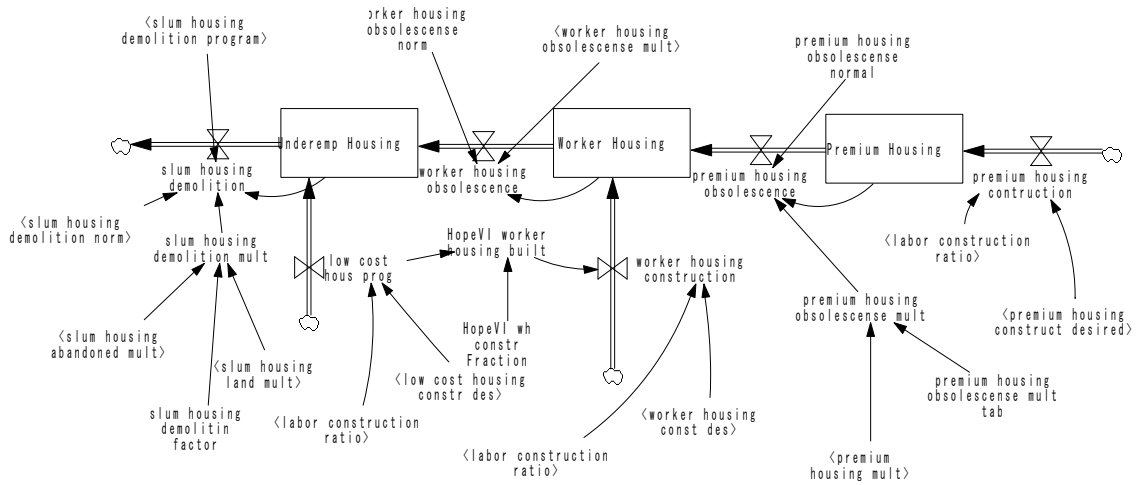 〈slum housing
demolition program〉
orker housing
obsolescense
norm
〈worker housing
obsolescense mult〉
premium housing
obsolescense
normal
Underemp Housing
Worker Housing
Premium Housing
slum housing
demolition
worker housing
obsolescence
premium housing
obsolescence
premium housing
contruction
〈slum housing
demolition norm〉
slum housing
demolition mult
low cost
hous prog
HopeVI worker
housing built
worker housing
construction
〈labor construction
ratio〉
premium housing
obsolescense mult
〈premium housing
construct desired〉
〈slum housing
abandoned mult〉
〈slum housing
land mult〉
HopeVI wh
constr
Fraction
〈low cost housing
constr des〉
premium housing
obsolescense mult
tab
slum housing
demolitin
factor
〈labor construction
ratio〉
〈worker housing
const des〉
〈labor construction
ratio〉
〈premium
housing mult〉